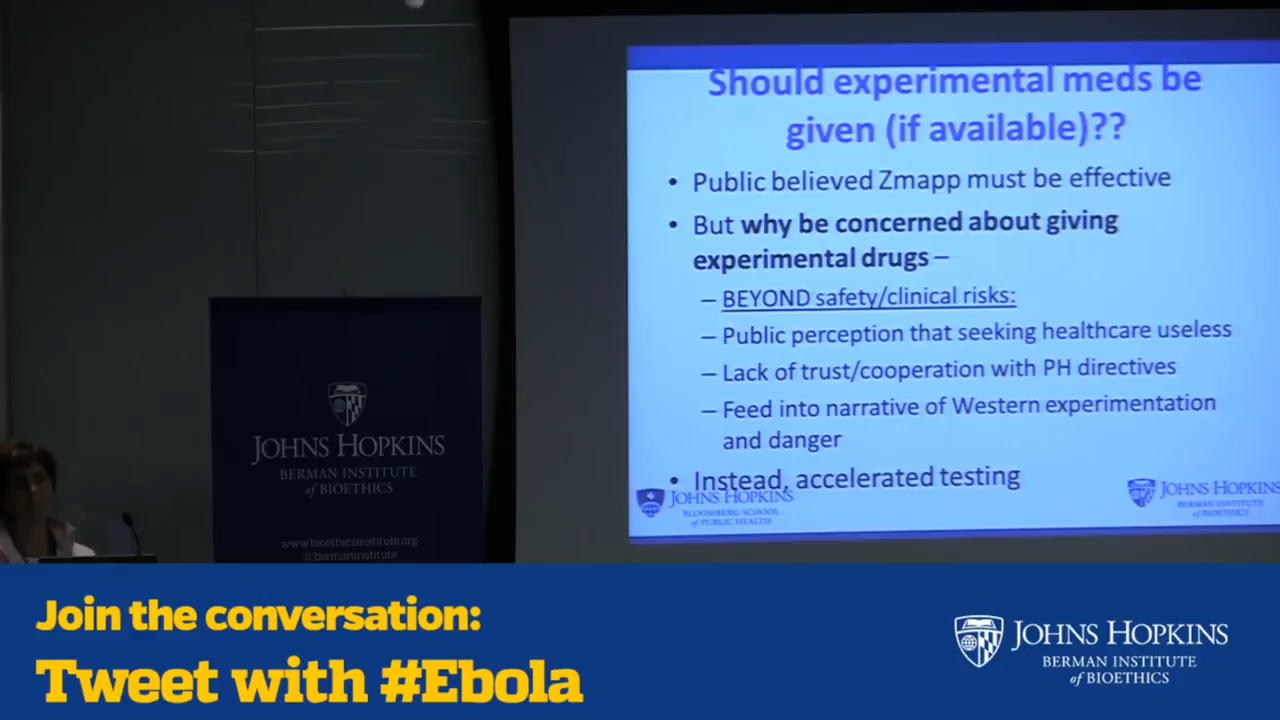 Should experimental meds be
given (if available)??
• Public believed Zmapp must be effective
• But why be concerned about giving
experimental drugs –
– BEYOND safety/clinical risks:
– Public perception that seeking healthcare useless
– Lack of trust/cooperation with PH directives
– Feed into narrative of Western experimentation
and danger
• Instead, accelerated testing
JOHNS HOPKINS
BLOOMBERG SCHOOL
of PUBLIC HEALTH
JOHNS HOPKINS
BERMAN INSTITUTE
of BIOETHICS
JOHNS HOPKINS
BERMAN INSTITUTE
of BIOETHICS
www.bioethicsinstitute.org
@bermaninstitute
Join the conversation:
Tweet with #Ebola
JOHNS HOPKINS
BERMAN INSTITUTE
of BIOETHICS